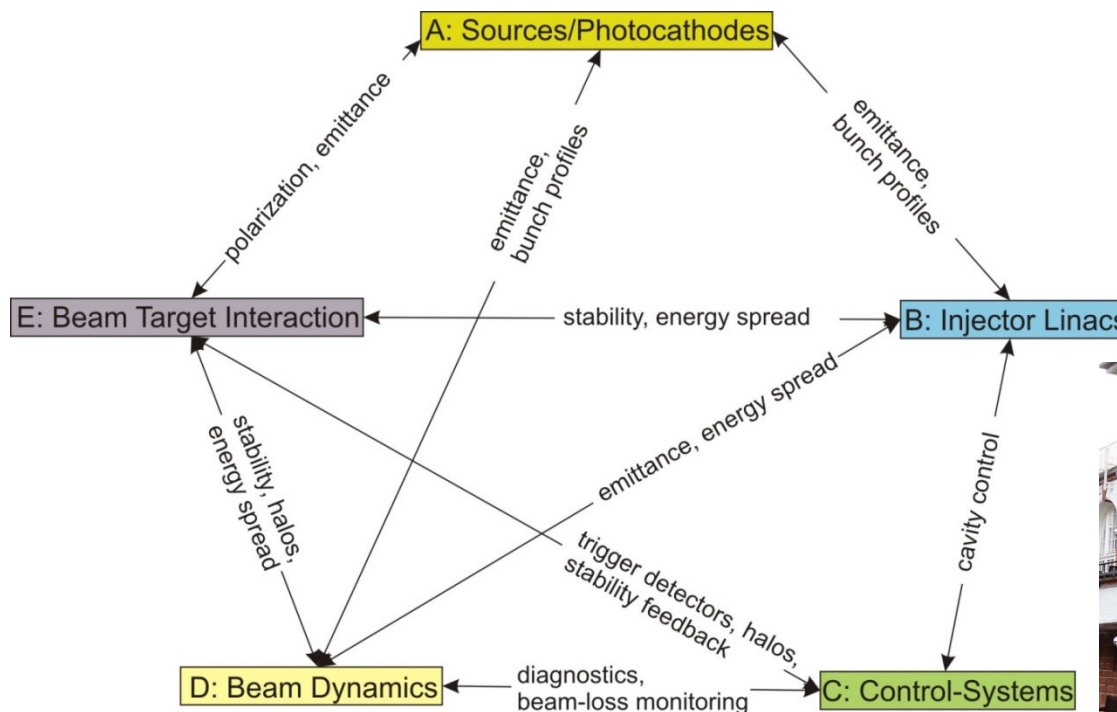 A: Sources/Photocathodes
polarization, emittance
emittance,
bunch profiles
emittance,
bunch profiles
E: Beam Target Interaction
stability, energy spread
B: Injector Linacs
stability, halos,
energy spread
emittance, energy spread
trigger detectors, halos,
stability feedback
cavity control
D: Beam Dynamics
diagnostics,
beam-loss monitoring
C: Control-Systems